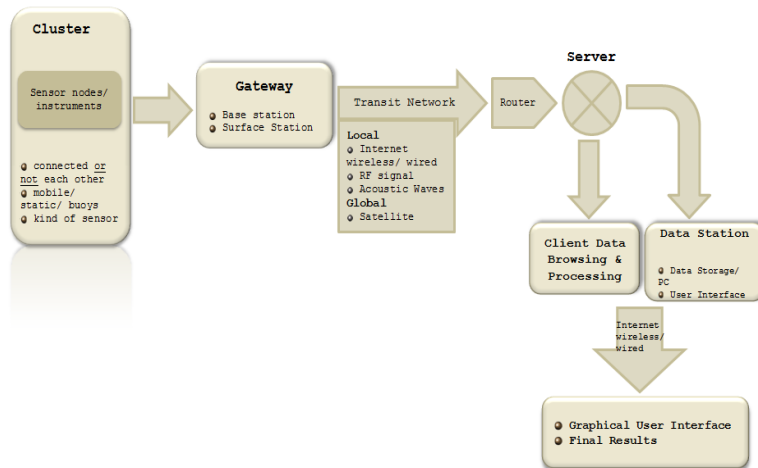 Cluster
Sensor nodes/
instruments
connected or
not each other
mobile/
static/ buoys
kind of sensor
Gateway
Base station
Surface Station
Transit Network
Local
Internet
wireless/ wired
RF signal
Acoustic Waves
Global
Satellite
Router
Server
Client Data
Browsing &
Processing
Data Station
Data Storage/
PC
User Interface
Internet
wireless/
wired
Graphical User Interface
Final Results